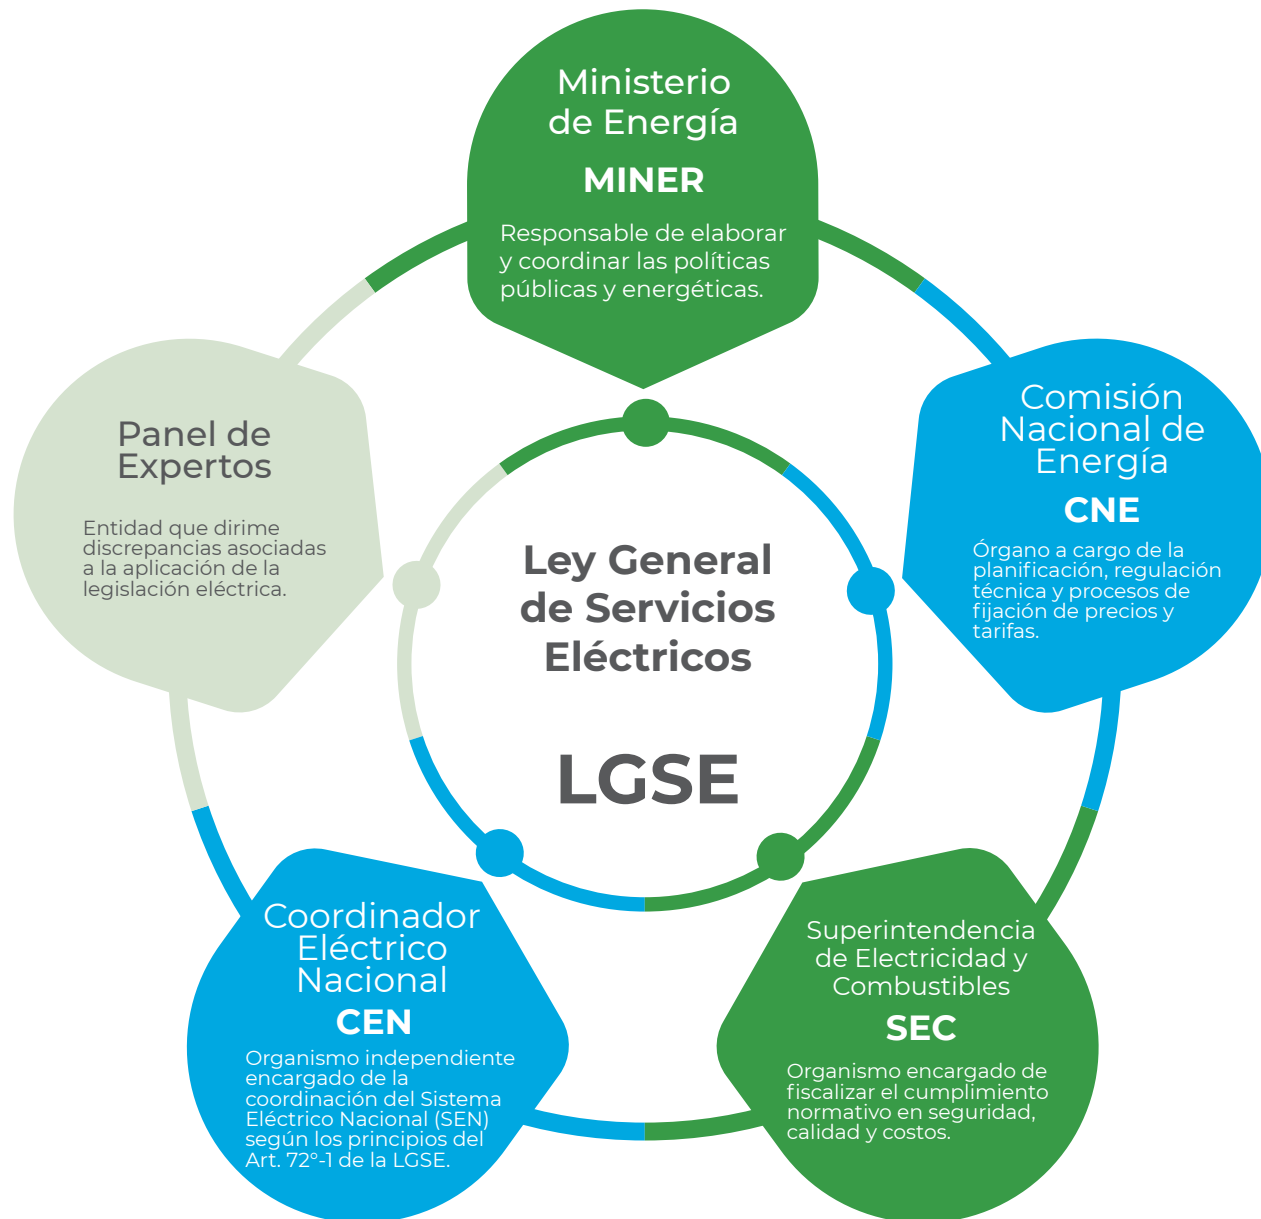 Ministerio
de Energía
MINER
Responsable de elaborar
y coordinar las políticas
públicas y energéticas.
Comisión
Nacional de
Energía
CNE
Órgano a cargo de la
planificación, regulación
técnica y procesos de
fijación de precios y
tarifas.
Panel de
Expertos
Entidad que dirime
discrepancias asociadas
a la aplicación de la
legislación eléctrica.
Ley General
de Servicios
Eléctricos
LGSE
Coordinador
Eléctrico
Nacional
CEN
Organismo independiente
encargado de la
coordinación del Sistema
Eléctrico Nacional (SEN)
según los principios del
Art. 72°-1 de la LGSE.
Superintendencia
de Electricidad y
Combustibles
SEC
Organismo encargado de
fiscalizar el cumplimiento
normativo en seguridad,
calidad y costos.